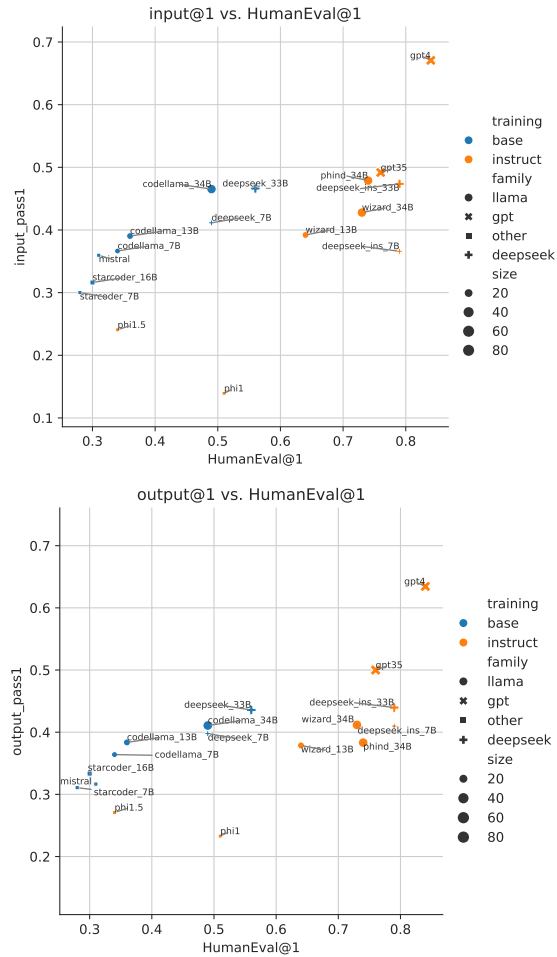 input@1 vs. HumanEval@1
0.7
gpt4
0.6
training
base
0.5
gpt35
instruct
phind_34B
family
codellama_34B
deepseek_33B
deepseek_ins_33B
llama
wizard_34B
gpt
deepseek_7B
codellama_13B
wizard_13B
other
0.4
codellama_7B
deepseek_ins_7B
deepseek
mistral
size
starcoder_16B
20
0.3
starcoder_7B
40
phi1.5
60
0.2
80
phi1
0.1
0.3 0.4 0.5 0.6 0.7 0.8
HumanEval@1
input_pass1
output@1 vs. HumanEval@1
0.7
gpt4
0.6
training
base
gpt35
instruct
0.5
family
deepseek_33B
deepseek_ins_33B
llama
codellama_34B
wizard_34B
gpt
codellama_13B
deepseek_7B
deepseek_ins_7B
other
0.4
wizard_13B
phind_34B
deepseek
codellama_7B
size
starcoder_16B
20
mistral
starcoder_7B
40
0.3
phi1.5
60
phi1
80
0.2
0.3 0.4 0.5 0.6 0.7 0.8
HumanEval@1
output_pass1